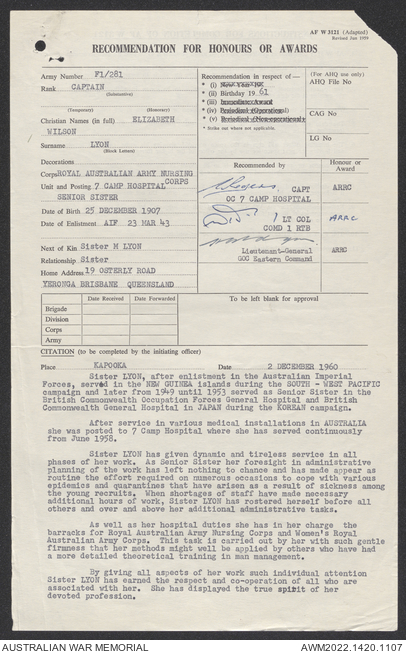 AF W 3121 (Adapted)
Revised Jan 1959
RECOMMENDATION FOR HONOURS OR AWARDS
Army Number F1/281
Rank CAPTAIN
(Substantive)
(Temporary) (Honorary)
Christian Names (in full) ELIZABETH
WILSON
Surname LYON
(Block Letters)
Decorations
Corps ROYAL AUSTRALIAN ARMY NURSING
CORPS
Unit and Posting 7 CAMP HOSPITAL
SENIOR SISTER
Date of Birth 25 DECEMBER 1907
Date of Enlistment AIF 23 MAR 43
Next of Kin Sister M LYON
Relationship Sister
Home Address 19 OSTERLY ROAD
YERONGA BRISBANE QUEENSLAND
Recommendation in respect of—
* (i) New Year 19
* (ii) Birthday 19 61
* (iii) Immediate Award
* (iv) Periodical (Operational)
* (v) Periodical (Non-operational)
* Strike out where not applicable.
(For AHQ use only)
AHQ File No
CAG No
LG No
Recommended by
Honour or
Award
CAPT
OC 7 CAMP HOSPITAL
ARRC
LT COL
COMD 1 RTB
ARRC
Lieutenant-General
GOC Eastern Command
ARRC
Date Received Date Forwarded
Brigade
Division
Corps
Army
To be left blank for approval
CITATION (to be completed by the initiating officer)
Place KAPOOKA Date 2 DECEMBER 1960
Sister LYON, after enlistment in the Australian Imperial
Forces, served in the NEW GUINEA islands during the SOUTH - WEST PACIFIC
campaign and later from 1949 until 1953 served as Senior Sister in the
British Commonwealth Occupation Forces General Hospital and British
Commonwealth General Hospital in JAPAN during the KOREAN campaign.
After service in various medical installations in AUSTRALIA
she was posted to 7 Camp Hospital where she has served continuously
from June 1958.
Sister LYON has given dynamic and tireless service in all
phases of her work. As Senior Sister her foresight in administrative
planning of the work has left nothing to chance and has made appear as
routine the effort required on numerous occasions to cope with various
epidemics and quarantines that have arisen as a result of sickness among
the young recruits. When shortages of staff have made necessary
additional hours of work, Sister LYON has rostered herself before all
others and over and above her additional administrative tasks.
As well as her hospital duties she has in her charge the
barracks for Royal Australian Army Nursing Corps and Women's Royal
Australian Army Corps. This task is carried out by her with such gentle
firmness that her methods might well be applied by others who have had
a more detailed theoretical training in man management.
By giving all aspects of her work such individual attention
Sister LYON has earned the respect and co-operation of all who are
associated with her. She has displayed the true spirit of her
devoted profession.
AUSTRALIAN WAR MEMORIAL AWM2022.1420.1107